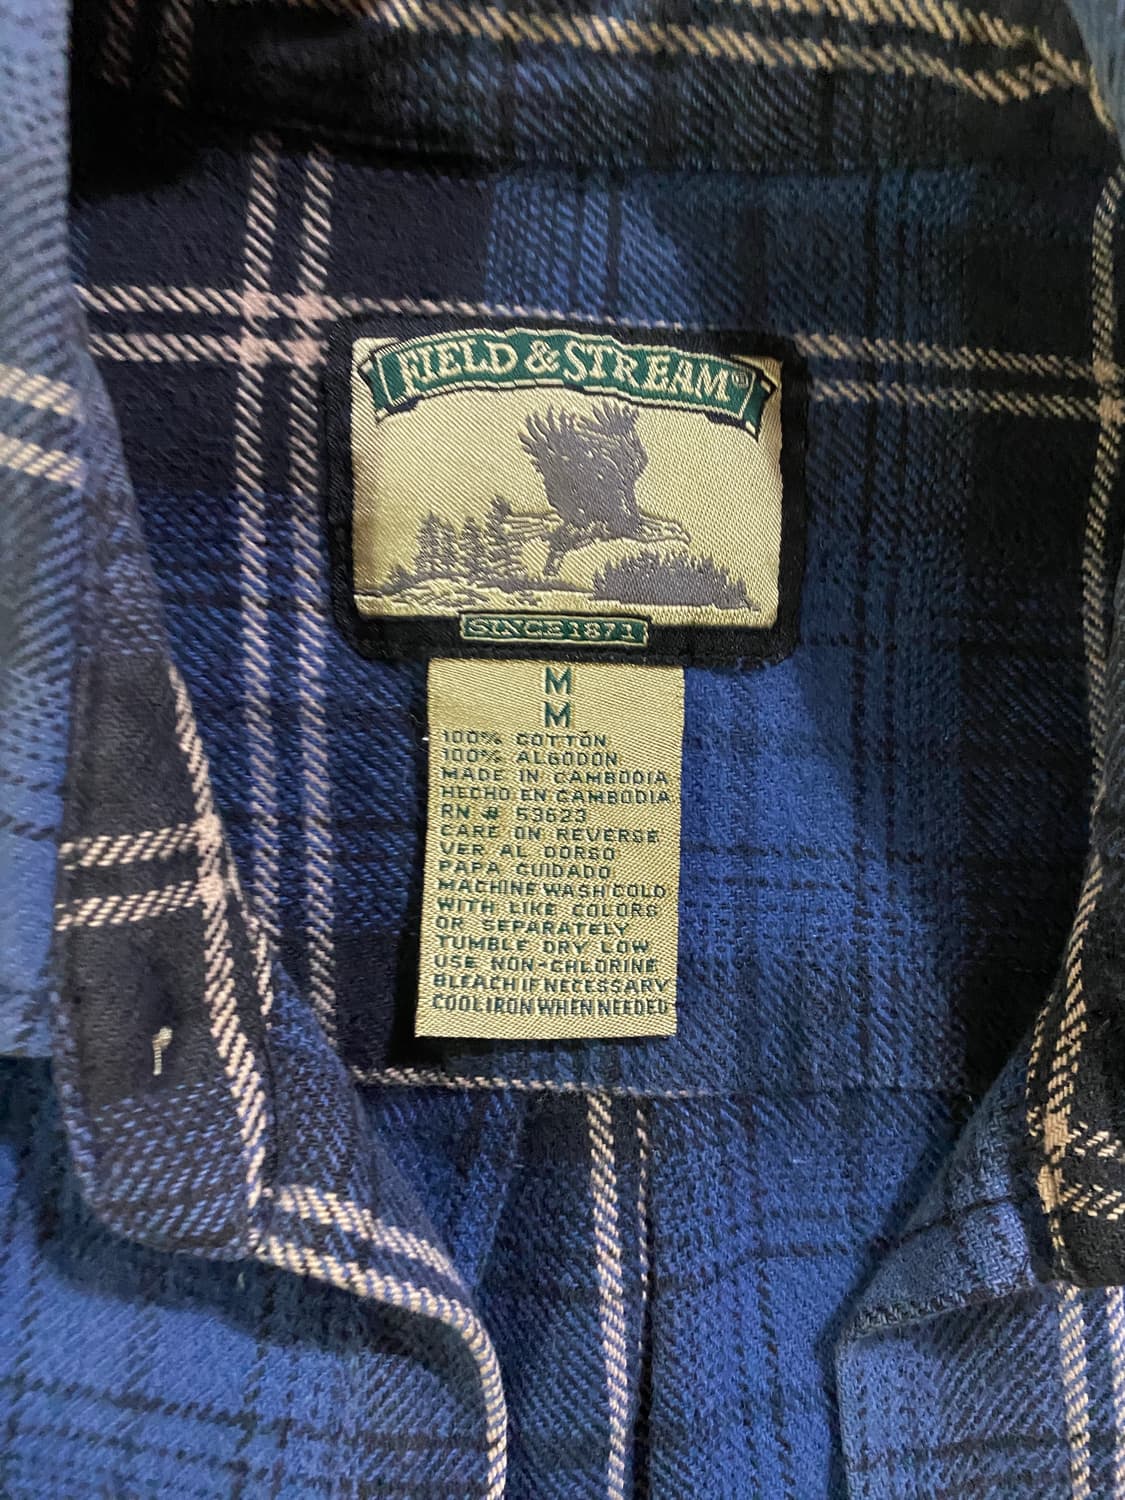 FIELD & STREAM®
SINCE 1871
M
M
100% COTTON
100% ALGODON
MADE IN CAMBODIA
HECHO EN CAMBODIA
RN # 53623
CARE ON REVERSE
VER AL DORSO
PAPA CUIDADO
MACHINE WASH COLD
WITH LIKE COLORS
OR SEPARATELY
TUMBLE DRY LOW
USE NON-CHLORINE
BLEACH IF NECESSARY
COOL IRON WHEN NEEDED